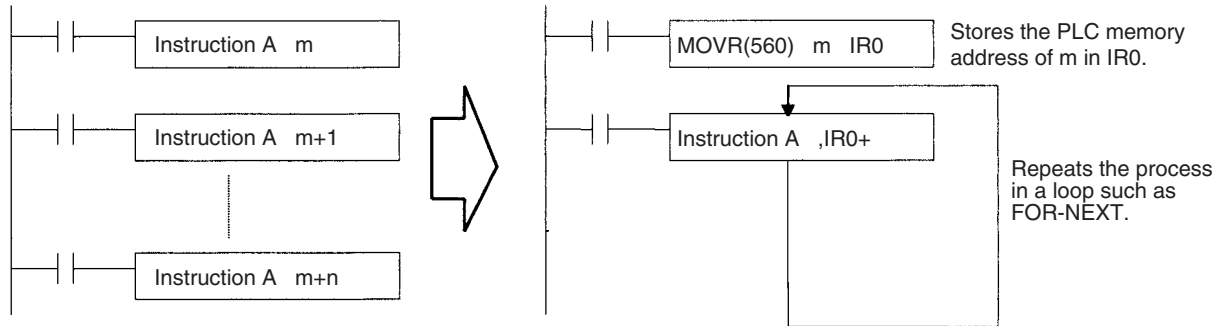 Instruction A m
Instruction A m+1
Instruction A m+n
MOVR(560) m IR0
Stores the PLC memory
address of m in IR0.
Instruction A ,IR0+
Repeats the process
in a loop such as
FOR-NEXT.